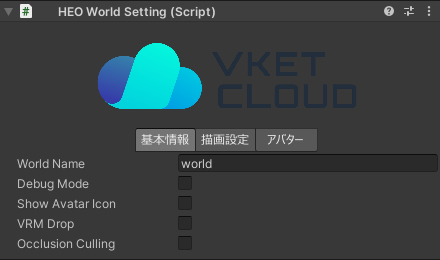 # HEO World Setting (Script)
VKET
CLOUD
基本情報 描画設定 アバター
World Name world
Debug Mode
Show Avatar Icon
VRM Drop
Occlusion Culling